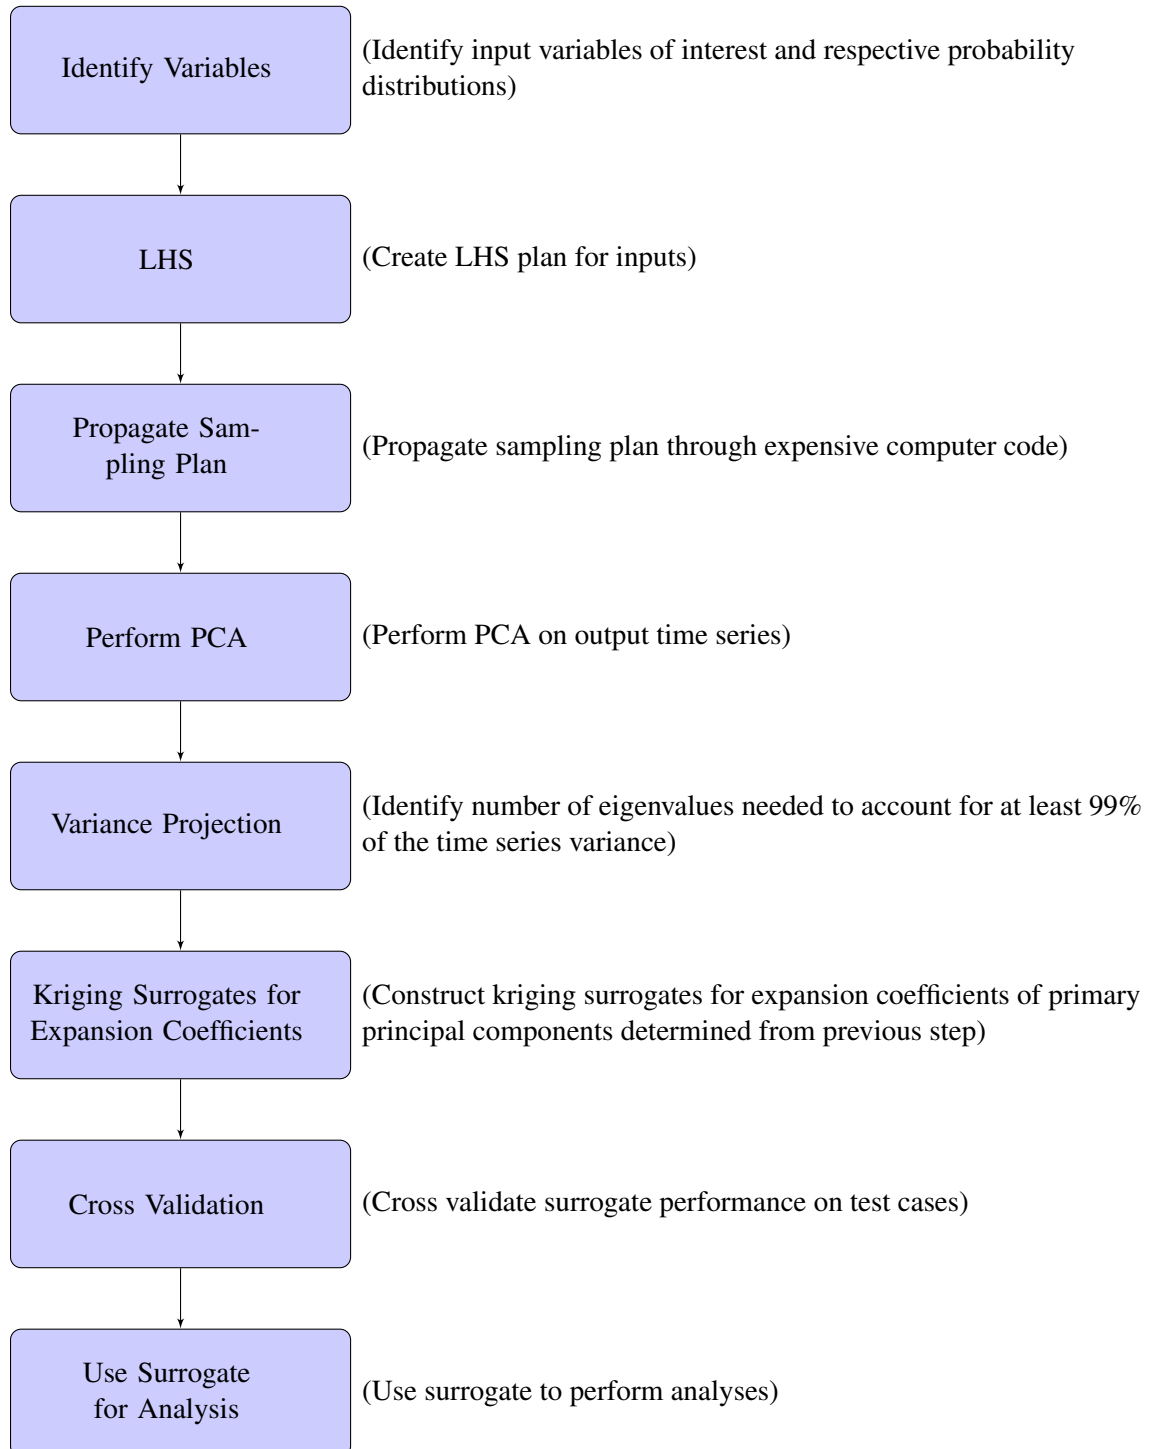 Identify Variables
(Identify input variables of interest and respective probability
distributions)
LHS
(Create LHS plan for inputs)
Propagate Sam-
pling Plan
(Propagate sampling plan through expensive computer code)
Perform PCA
(Perform PCA on output time series)
Variance Projection
(Identify number of eigenvalues needed to account for at least 99%
of the time series variance)
Kriging Surrogates for
Expansion Coefficients
(Construct kriging surrogates for expansion coefficients of primary
principal components determined from previous step)
Cross Validation
(Cross validate surrogate performance on test cases)
Use Surrogate
for Analysis
(Use surrogate to perform analyses)